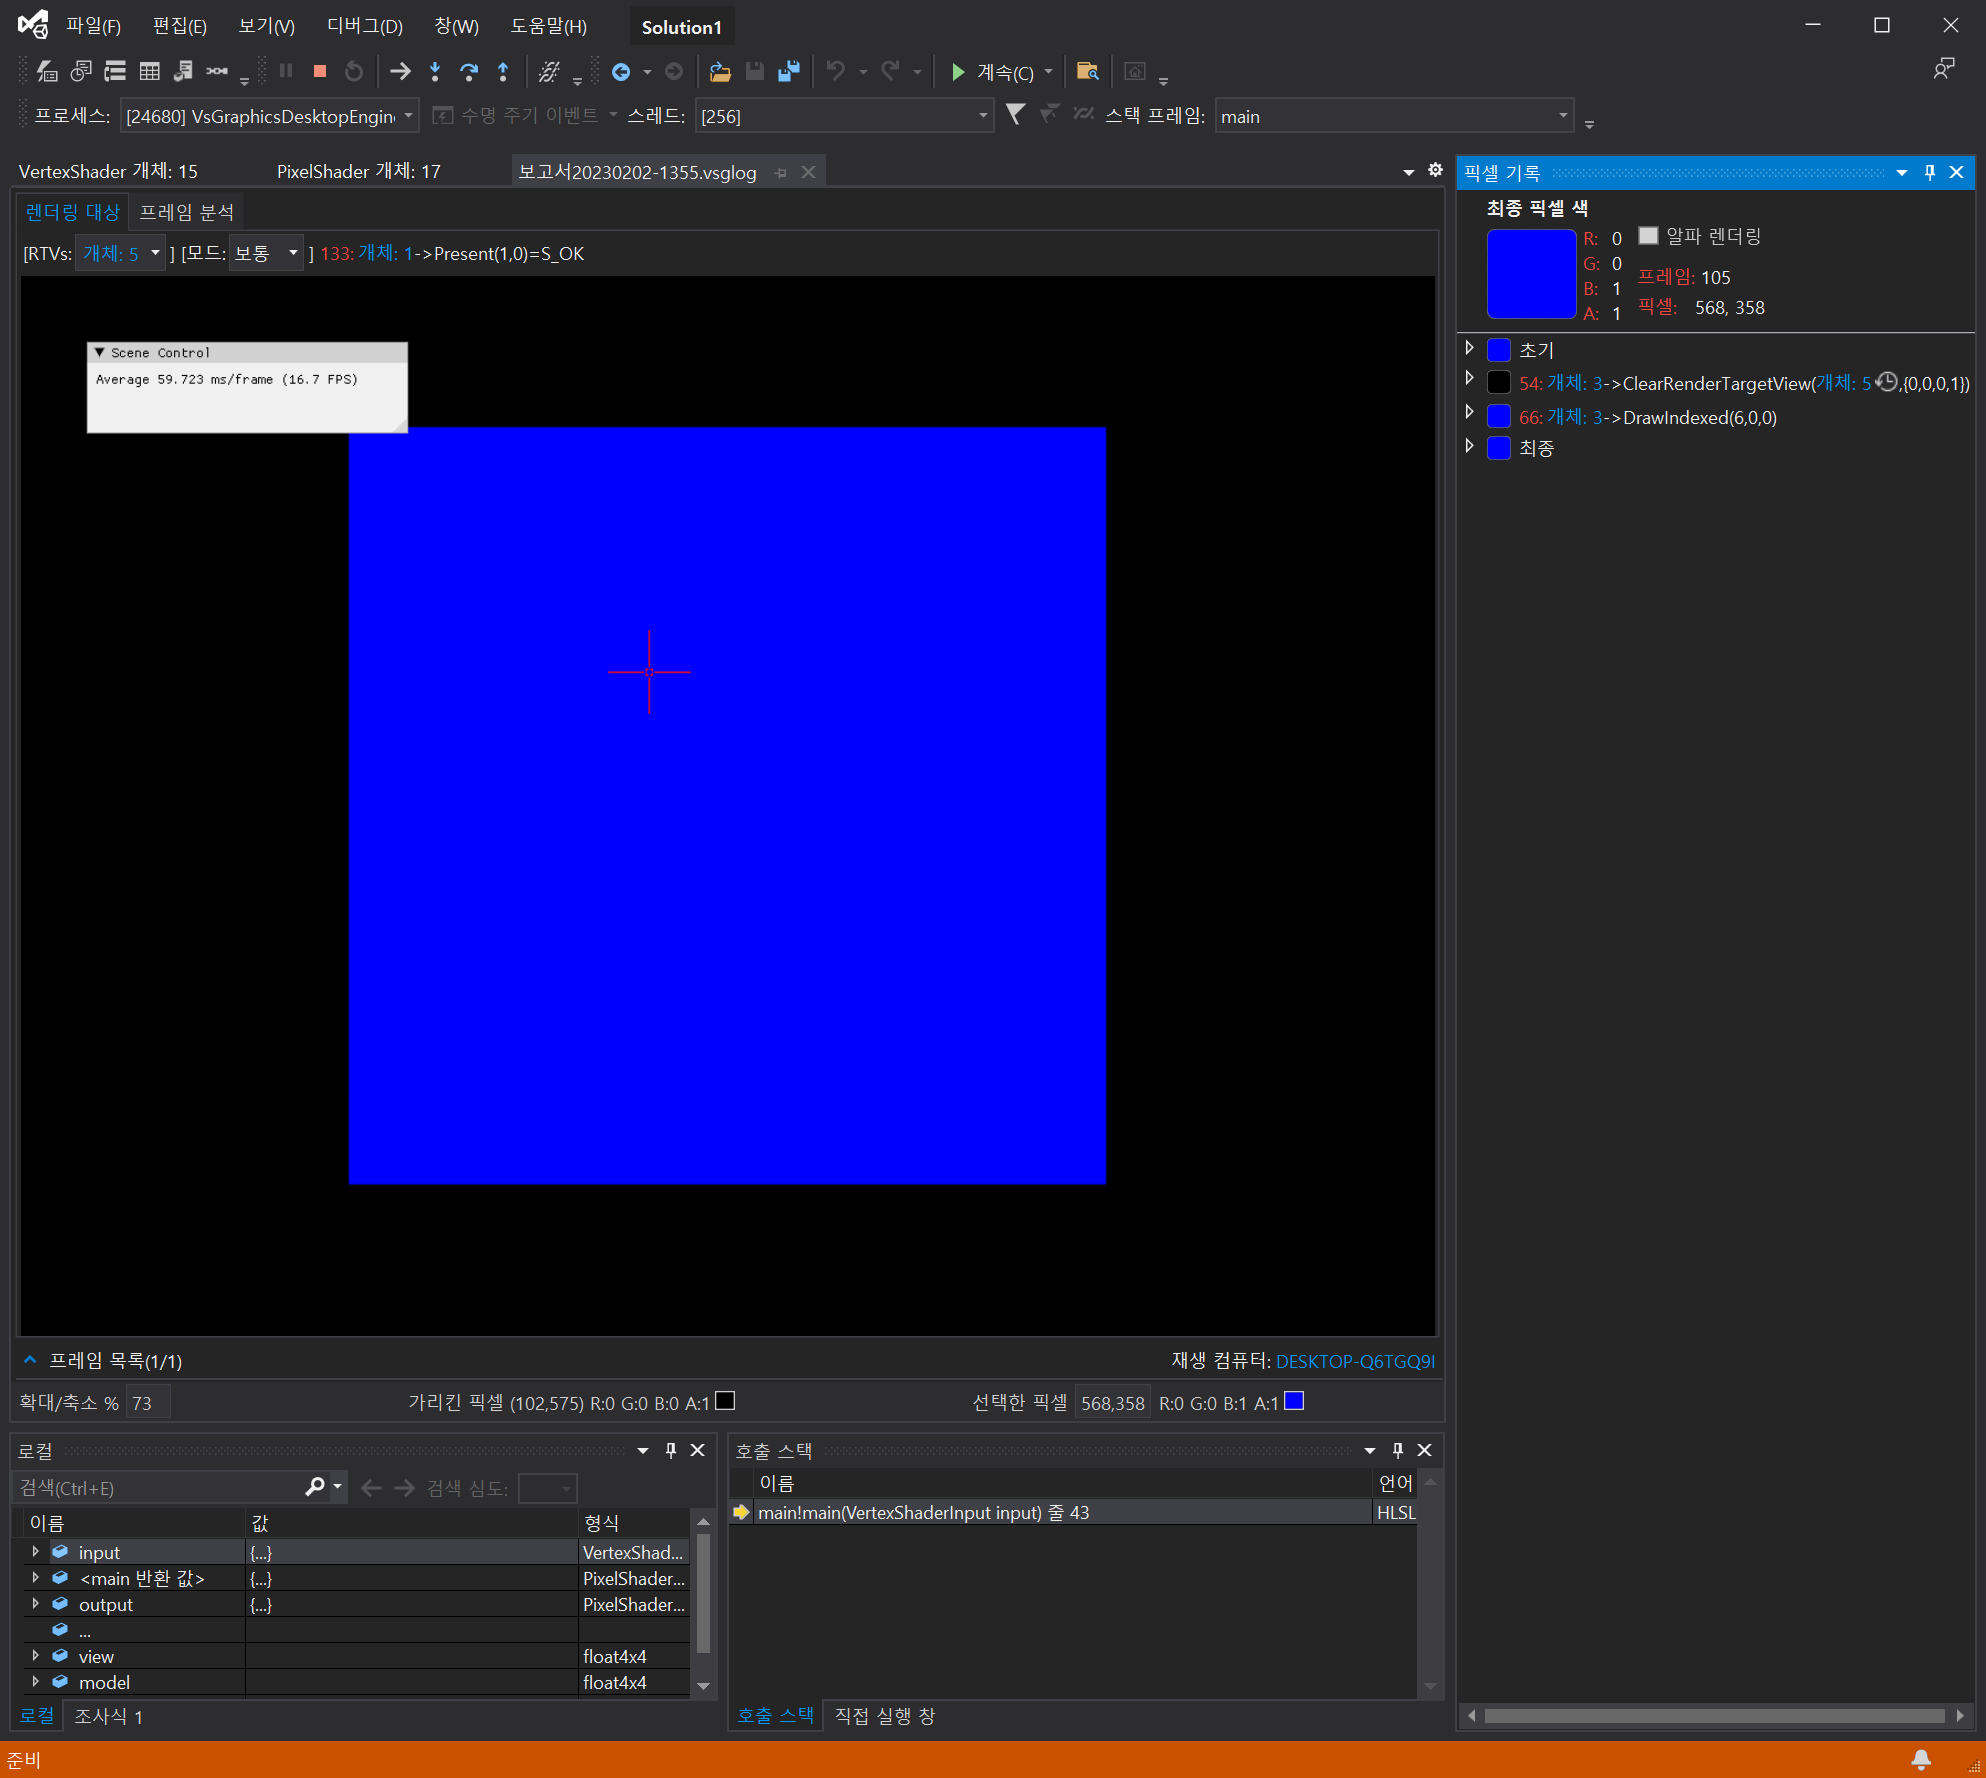 파일(F) 편집(E) 보기(V) 디버그(D) 창(W) 도움말(H) Solution1
계속(C)
프로세스: [24680] VsGraphicsDesktopEngin 수명 주기 이벤트 스레드: [256] 스택 프레임: main
VertexShader 개체: 15 PixelShader 개체: 17 보고서20230202-1355.vsglog
렌더링 대상 프레임 분석
[RTVs: 개체: 5 ] [모드: 보통 ] 133: 개체: 1->Present(1,0)=S_OK
Scene Control
Average 59.723 ms/frame (16.7 FPS)
프레임 목록(1/1) 재생 컴퓨터: DESKTOP-Q6TGQ9I
확대/축소 % 73 가리킨 픽셀 (102,575) R:0 G:0 B:0 A:1 선택한 픽셀 568,358 R:0 G:0 B:1 A:1
픽셀 기록
최종 픽셀 색
R: 0 알파 렌더링
G: 0
프레임: 105
B: 1
픽셀: 568, 358
A: 1
초기
54: 개체: 3->ClearRenderTargetView(개체: 5,{0,0,0,1})
66: 개체: 3->DrawIndexed(6,0,0)
최종
로컬
검색(Ctrl+E) 검색 심도:
이름 값 형식
input {...} VertexShad...
<main 반환 값> {...} PixelShader...
output {...} PixelShader...
...
view float4x4
model float4x4
로컬 조사식 1
호출 스택
이름 언어
main!main(VertexShaderInput input) 줄 43 HLSL
호출 스택 직접 실행 창
준비